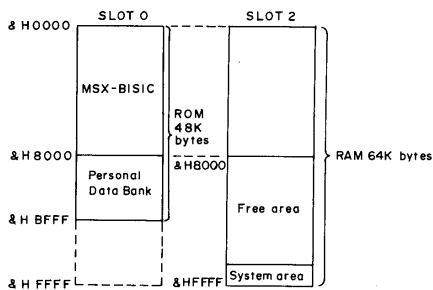 SLOT 0
SLOT 2
&H0000
MSX-BISIC
ROM
48K
bytes
&H8000
&H8000
RAM 64K bytes
Personal
Data Bank
Free area
&H BFFF
System area
&H FFFF
&HFFFF